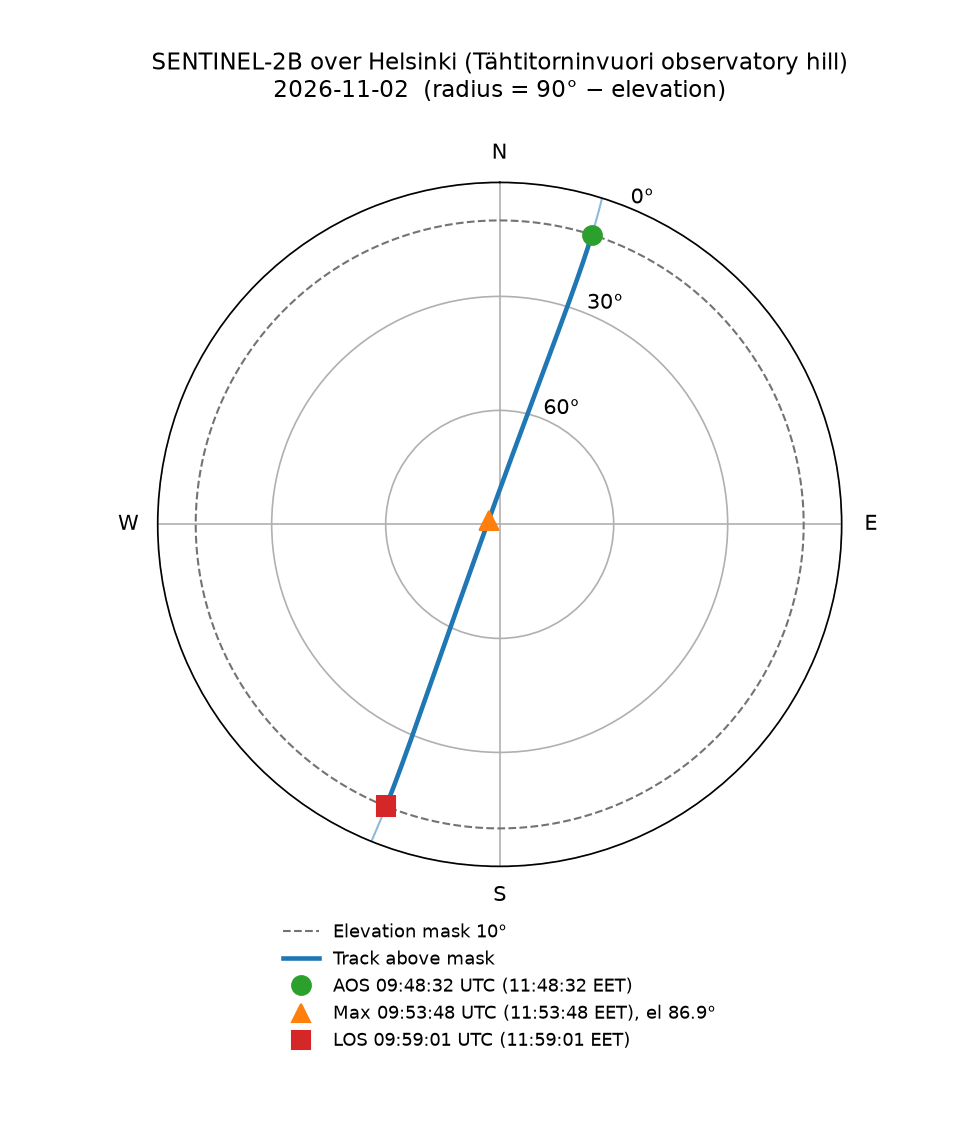 SENTINEL-2B over Helsinki (Tähtitorninvuori observatory hill)
2026-11-02 (radius = 90° − elevation)
N
0°
30°
60°
W
E
S
Elevation mask 10°
Track above mask
AOS 09:48:32 UTC (11:48:32 EET)
Max 09:53:48 UTC (11:53:48 EET), el 86.9°
LOS 09:59:01 UTC (11:59:01 EET)